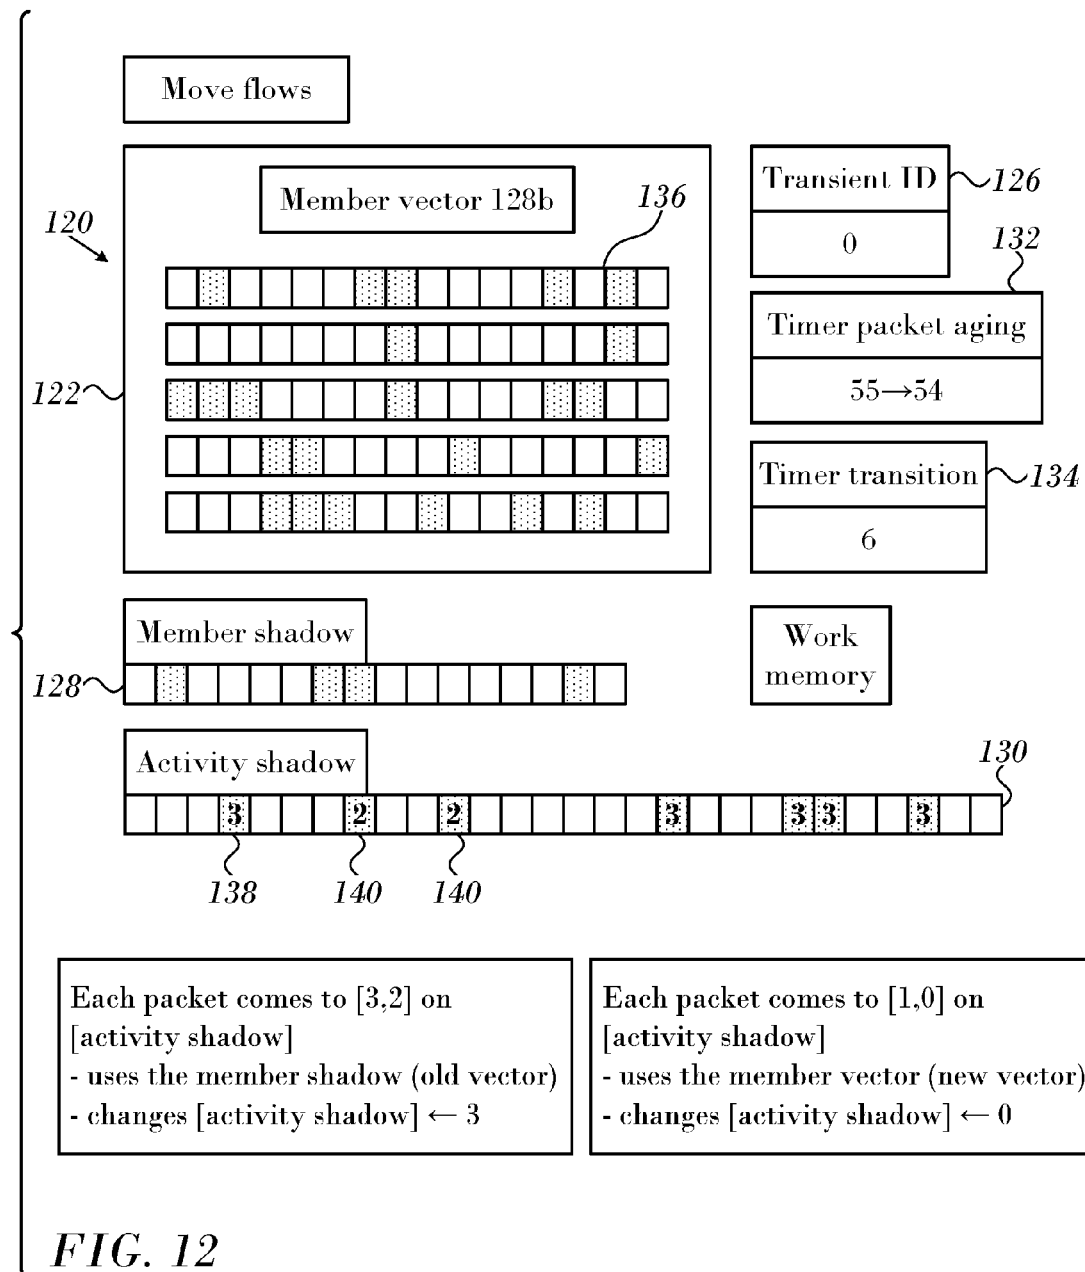 Move flows
Member vector 128b
136
Transient ID
126
0
120
132
Timer packet aging
55→54
122
Timer transition
134
6
Member shadow
128
Work
memory
Activity shadow
130
3 2 2 3 3 3 3
138 140 140
Each packet comes to [3,2] on
[activity shadow]
- uses the member shadow (old vector)
- changes [activity shadow] ← 3
Each packet comes to [1,0] on
[activity shadow]
- uses the member vector (new vector)
- changes [activity shadow] ← 0
FIG. 12